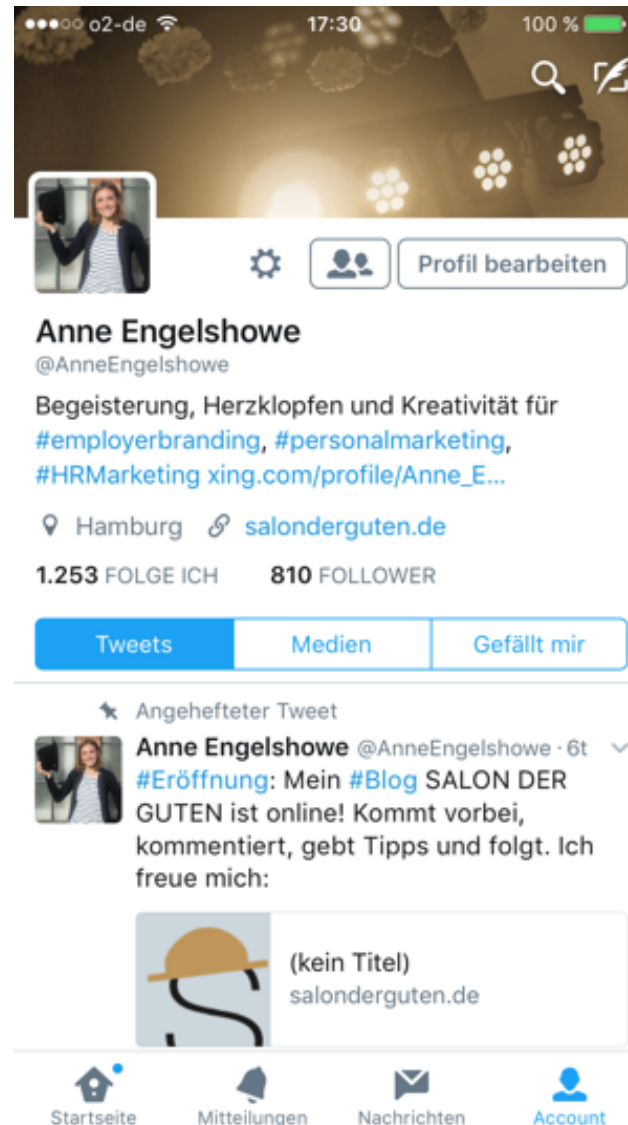 o2-de 17:30 100 %
Profil bearbeiten
Anne Engelshowe
@AnneEngelshowe
Begeisterung, Herzklopfen und Kreativität für
#employerbranding, #personalmarketing,
#HRMarketing xing.com/profile/Anne_E...
Hamburg salonderguten.de
1.253 FOLGE ICH 810 FOLLOWER
Tweets Medien Gefällt mir
Angehefteter Tweet
Anne Engelshowe @AnneEngelshowe · 6t
#Eröffnung: Mein #Blog SALON DER
GUTEN ist online! Kommt vorbei,
kommentiert, gebt Tipps und folgt. Ich
freue mich:
S
(kein Titel)
salonderguten.de
Startseite Mitteilungen Nachrichten Account